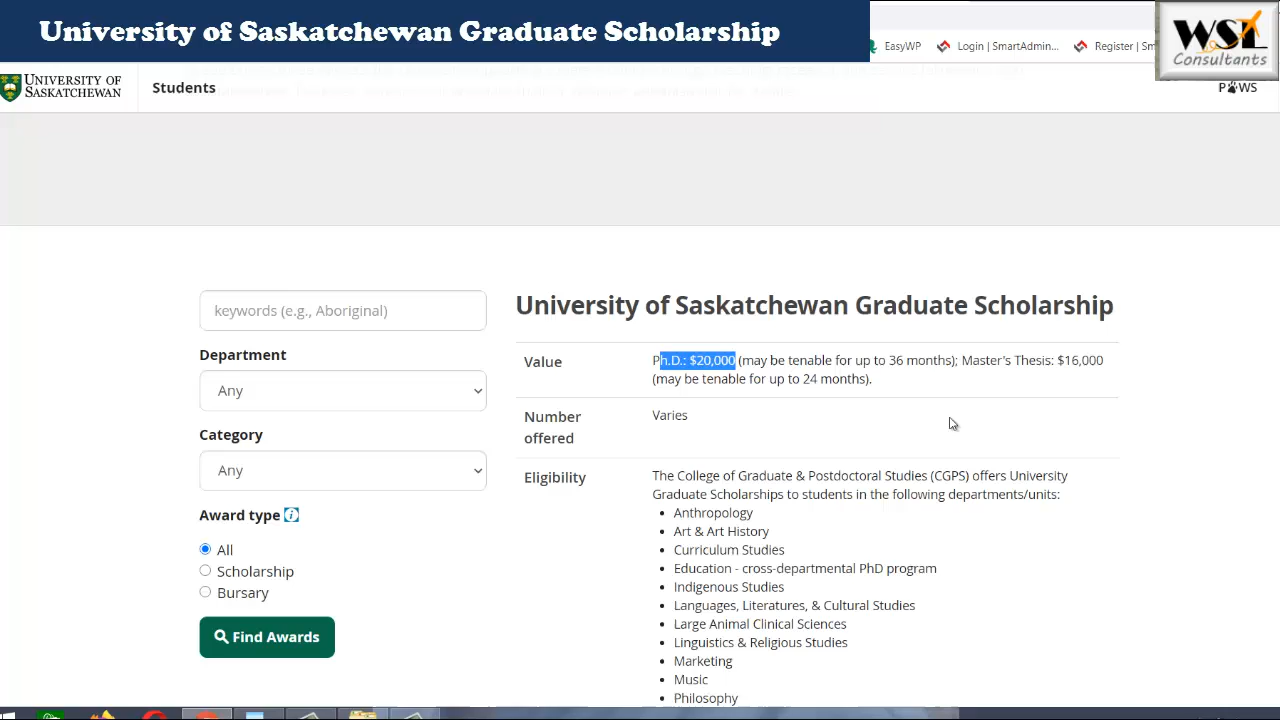 University of Saskatchewan Graduate Scholarship
EasyWP
Login | SmartAdmin...
Register | Sm
WSL
Consultants
UNIVERSITY OF
SASKATCHEWAN
Students
PAWS
keywords (e.g., Aboriginal)
Department
Any
Category
Any
Award type
All
Scholarship
Bursary
Find Awards
University of Saskatchewan Graduate Scholarship
Value
Ph.D.: $20,000 (may be tenable for up to 36 months); Master's Thesis: $16,000
(may be tenable for up to 24 months).
Number
offered
Varies
Eligibility
The College of Graduate & Postdoctoral Studies (CGPS) offers University
Graduate Scholarships to students in the following departments/units:
• Anthropology
• Art & Art History
• Curriculum Studies
• Education - cross-departmental PhD program
• Indigenous Studies
• Languages, Literatures, & Cultural Studies
• Large Animal Clinical Sciences
• Linguistics & Religious Studies
• Marketing
• Music
• Philosophy